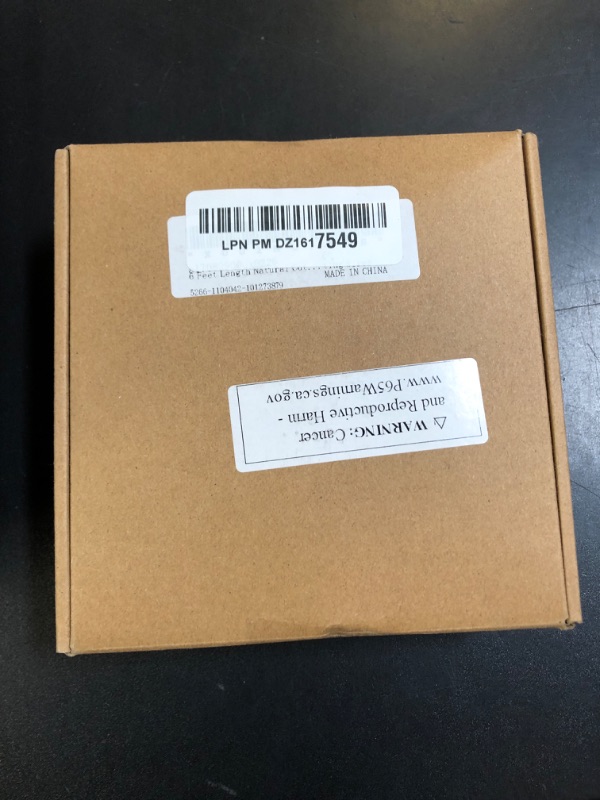 LPN PM DZ1617549
Feet Length Natural
MADE IN CHINA
5266-1104042-101273879
⚠ WARNING: Cancer
and Reproductive Harm -
www.P65Warnings.ca.gov